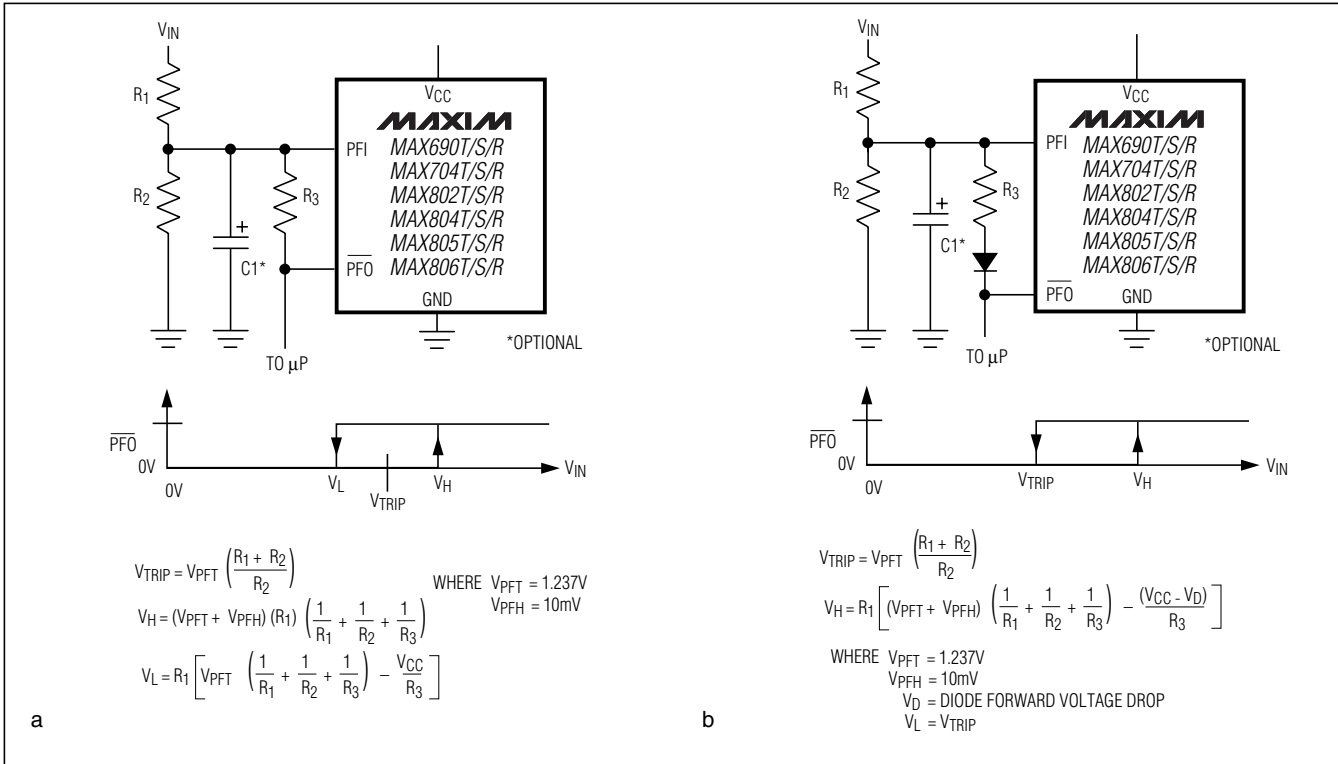 VIN
R1
VCC
MAXIM
PFI
MAX690T/S/R
MAX704T/S/R
R2
R3
MAX802T/S/R
MAX804T/S/R
+
C1*
MAX805T/S/R
PFO
MAX806T/S/R
GND
TO µP
*OPTIONAL
PFO
0V
0V
VL
VTRIP
VH
VIN
VTRIP = VPFT (R1 + R2 / R2)
WHERE VPFT = 1.237V
VPFH = 10mV
VH = (VPFT + VPFH) (R1) (1/R1 + 1/R2 + 1/R3)
VL = R1 [VPFT (1/R1 + 1/R2 + 1/R3) – VCC/R3]
a
VIN
R1
VCC
MAXIM
PFI
MAX690T/S/R
MAX704T/S/R
R2
R3
MAX802T/S/R
MAX804T/S/R
+
C1*
MAX805T/S/R
MAX806T/S/R
PFO
GND
TO µP
*OPTIONAL
PFO
0V
0V
VTRIP
VH
VIN
VTRIP = VPFT (R1 + R2 / R2)
VH = R1 [(VPFT + VPFH) (1/R1 + 1/R2 + 1/R3) – (VCC - VD)/R3]
WHERE VPFT = 1.237V
VPFH = 10mV
VD = DIODE FORWARD VOLTAGE DROP
VL = VTRIP
b